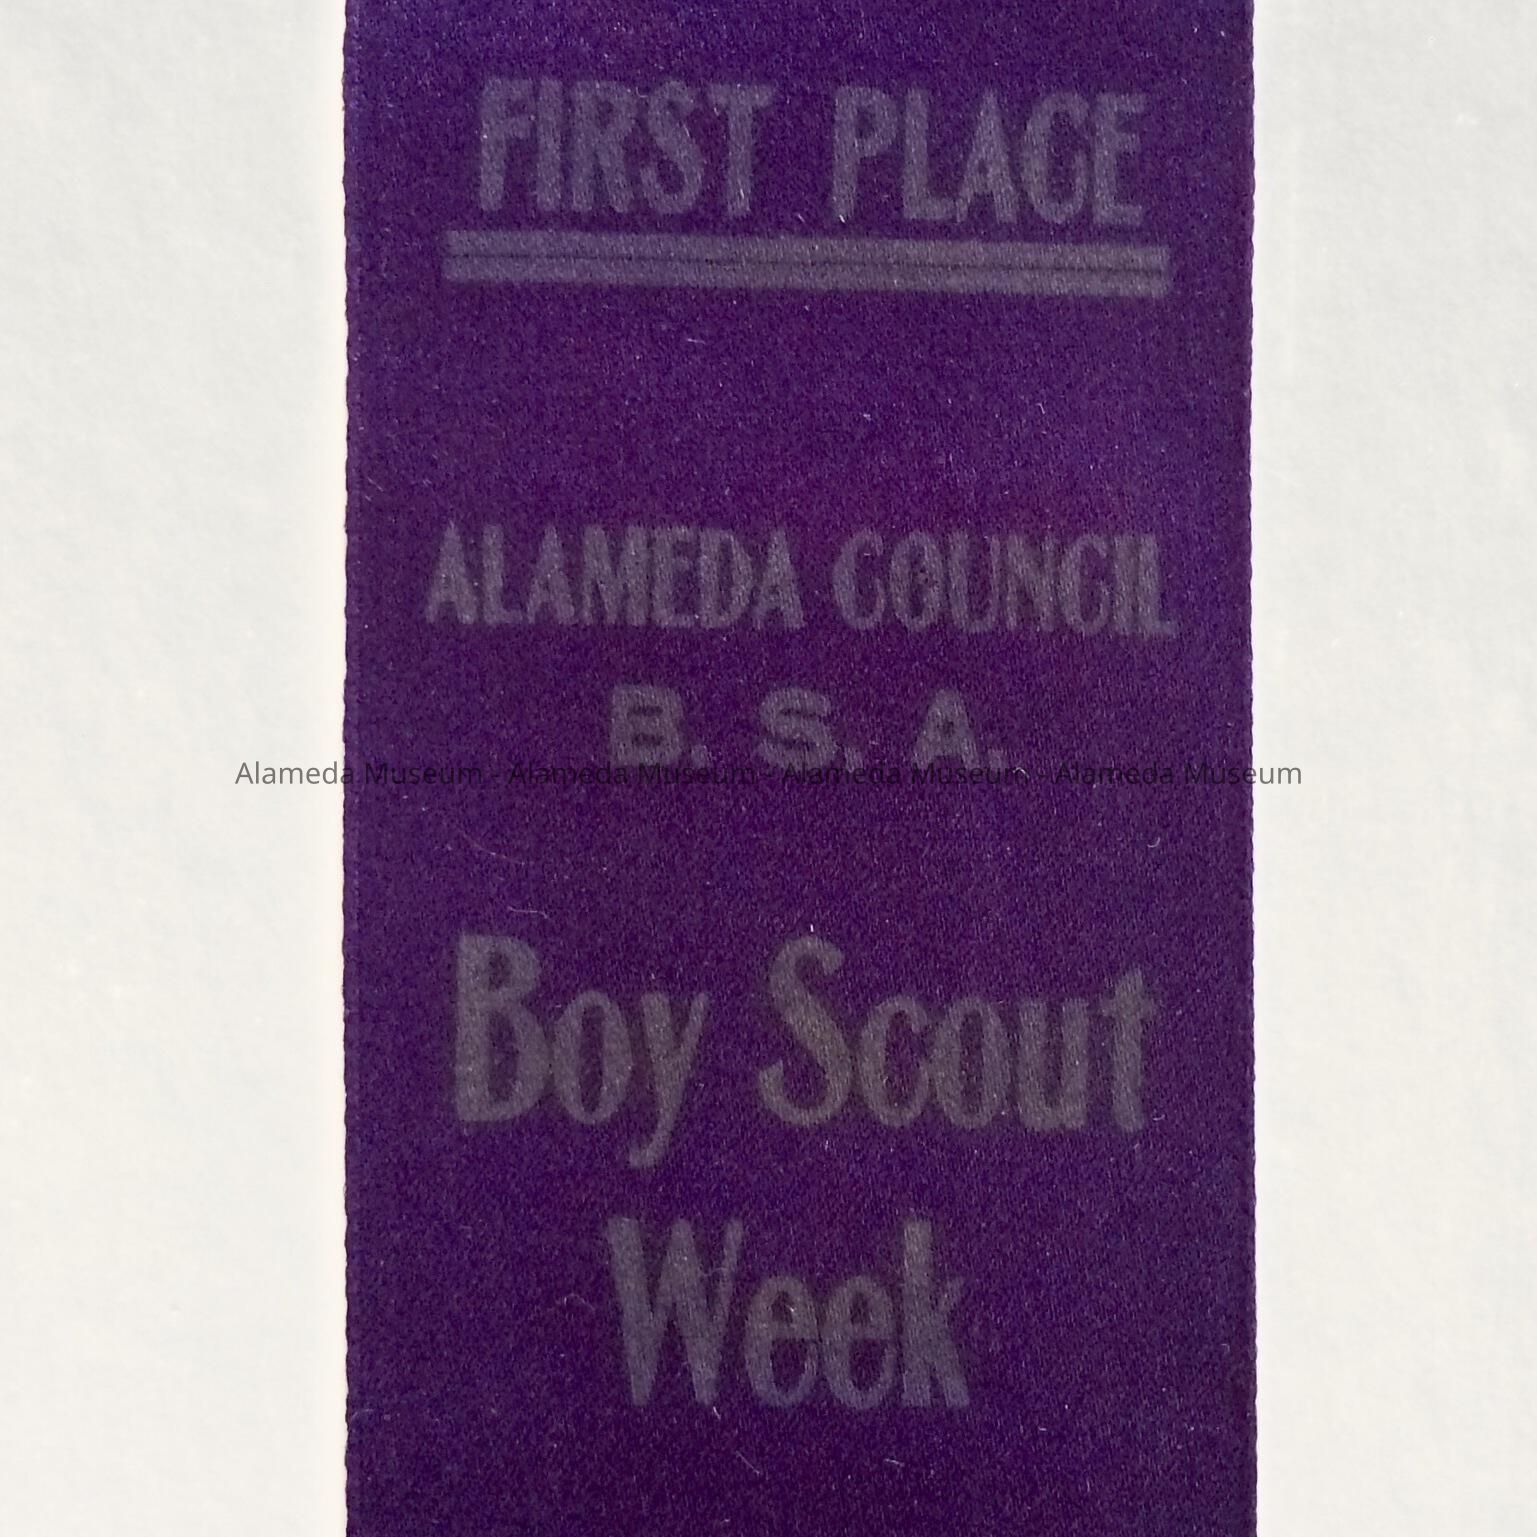 FIRST PLACE
ALAMEDA COUNCIL
B. S. A.
Alameda Museum - Alameda Museum - Alameda Museum - Alameda Museum
Boy Scout
Week